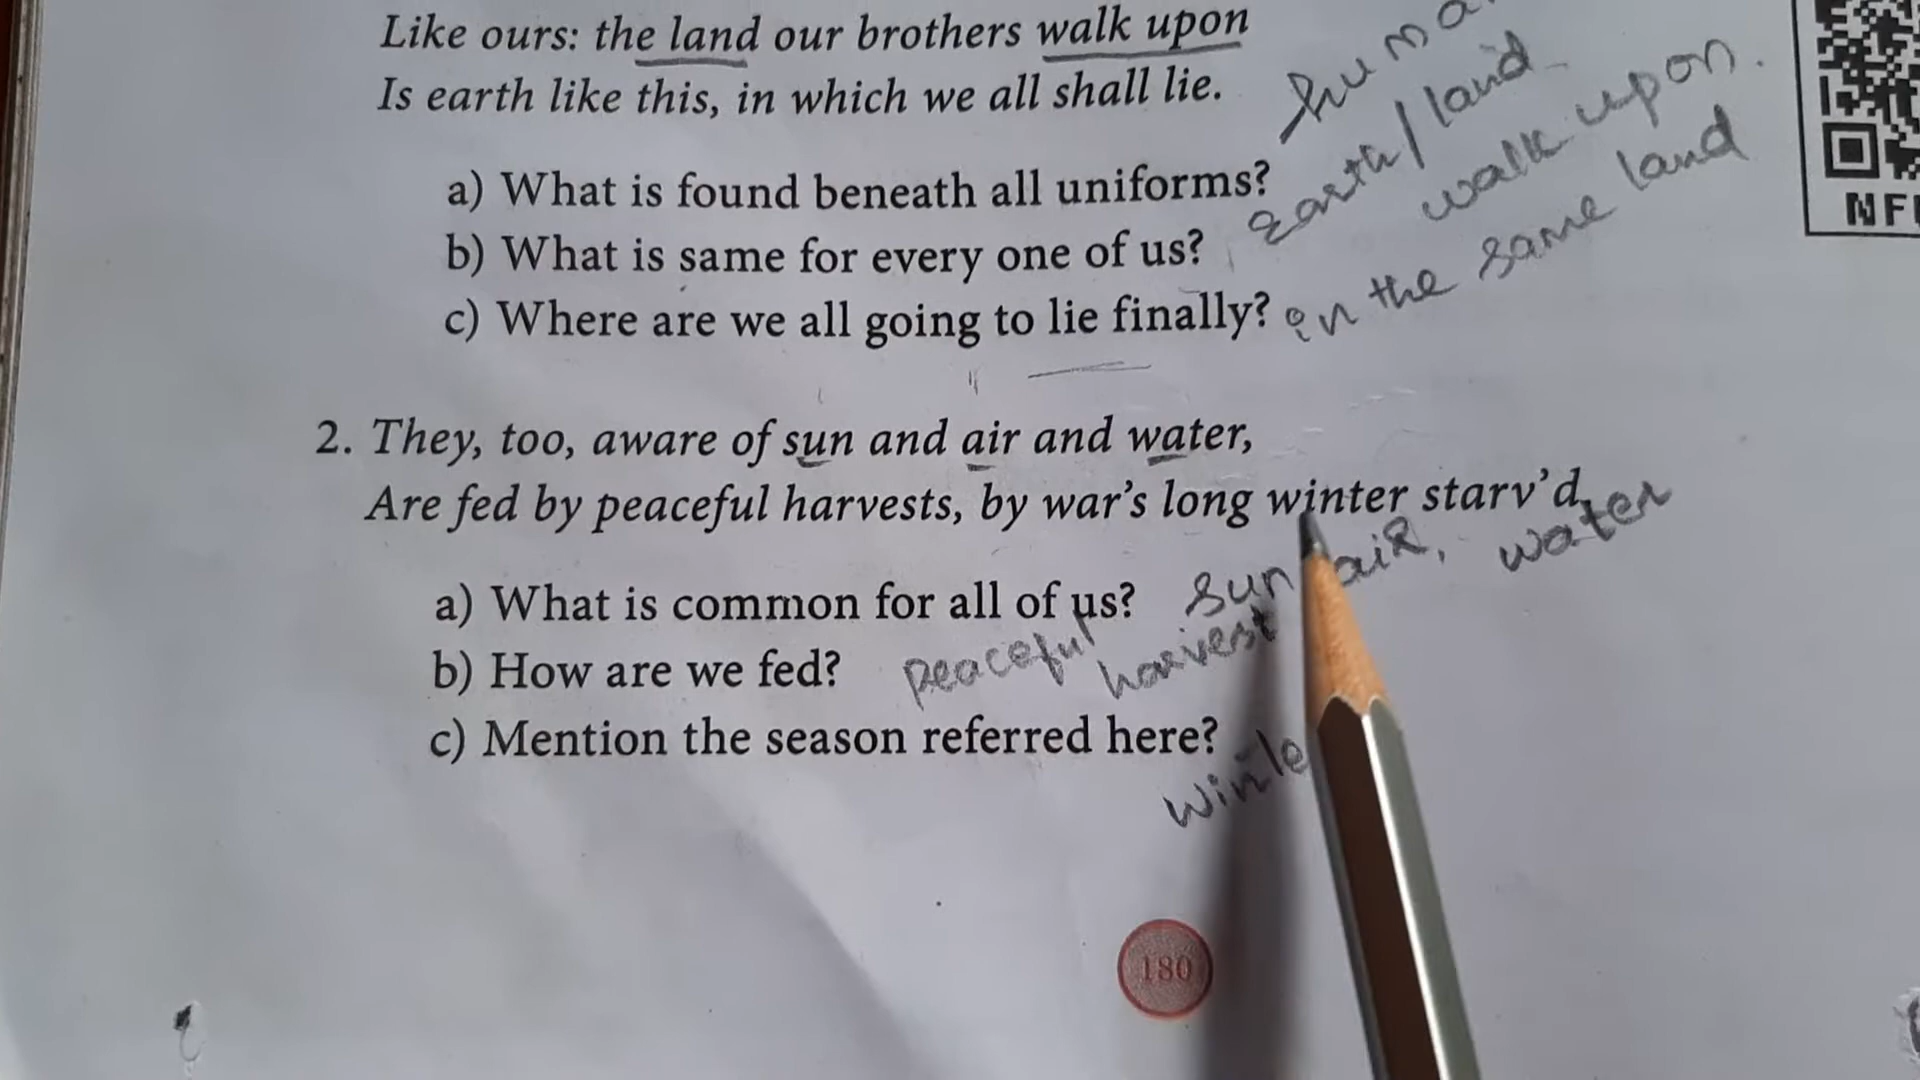 Like ours: the land our brothers walk upon
Is earth like this, in which we all shall lie.
a) What is found beneath all uniforms?
b) What is same for every one of us?
Earth/land
walk upon.
c) Where are we all going to lie finally?
in the same land
NF
2. They, too, aware of sun and air and water,
Are fed by peaceful harvests, by war's long winter starv'd,
a) What is common for all of us?
sun air, water
b) How are we fed?
peaceful harvest
c) Mention the season referred here?
180